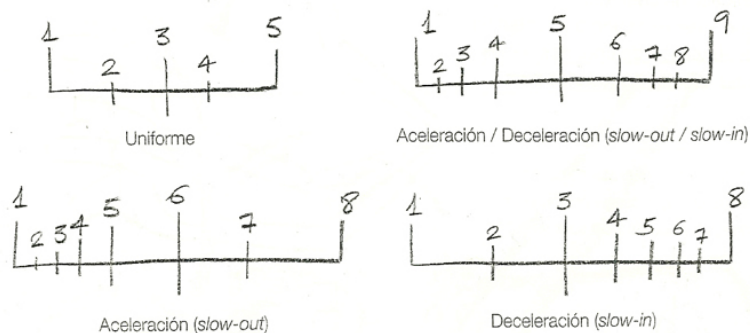 1 2 3 4 5
Uniforme
1 2 3 4 5 6 7 8 9
Aceleración / Deceleración (slow-out / slow-in)
1 2 3 4 5 6 7 8
Aceleración (slow-out)
1 2 3 4 5 6 7 8
Deceleración (slow-in)